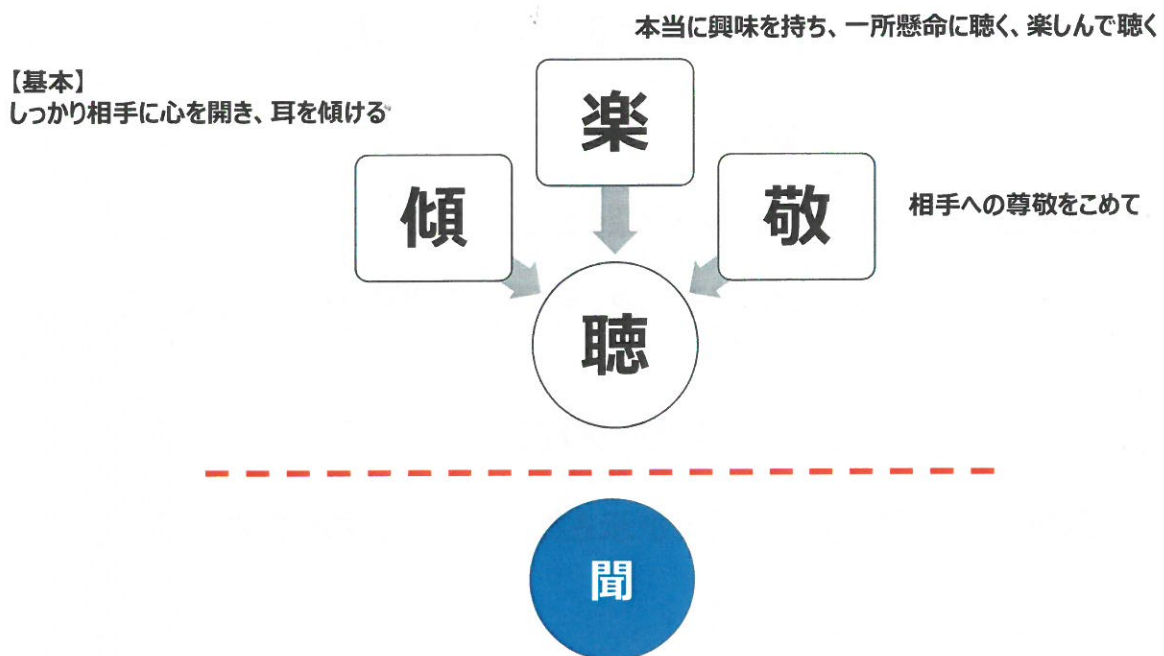 本当に興味を持ち、一所懸命に聴く、楽しんで聴く
【基本】
しっかり相手に心を開き、耳を傾ける
楽
傾
敬
相手への尊敬をこめて
聴
聞